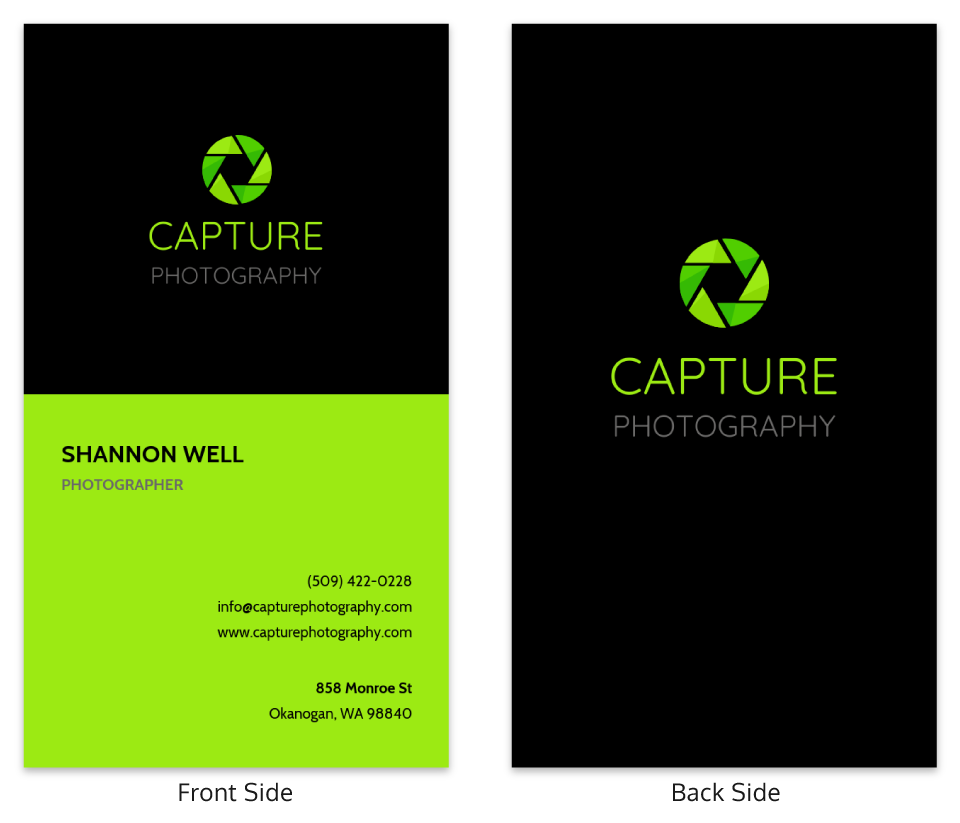 CAPTURE
PHOTOGRAPHY
SHANNON WELL
PHOTOGRAPHER
(509) 422-0228
info@capturephotography.com
www.capturephotography.com
858 Monroe St
Okanogan, WA 98840
Front Side
CAPTURE
PHOTOGRAPHY
Back Side